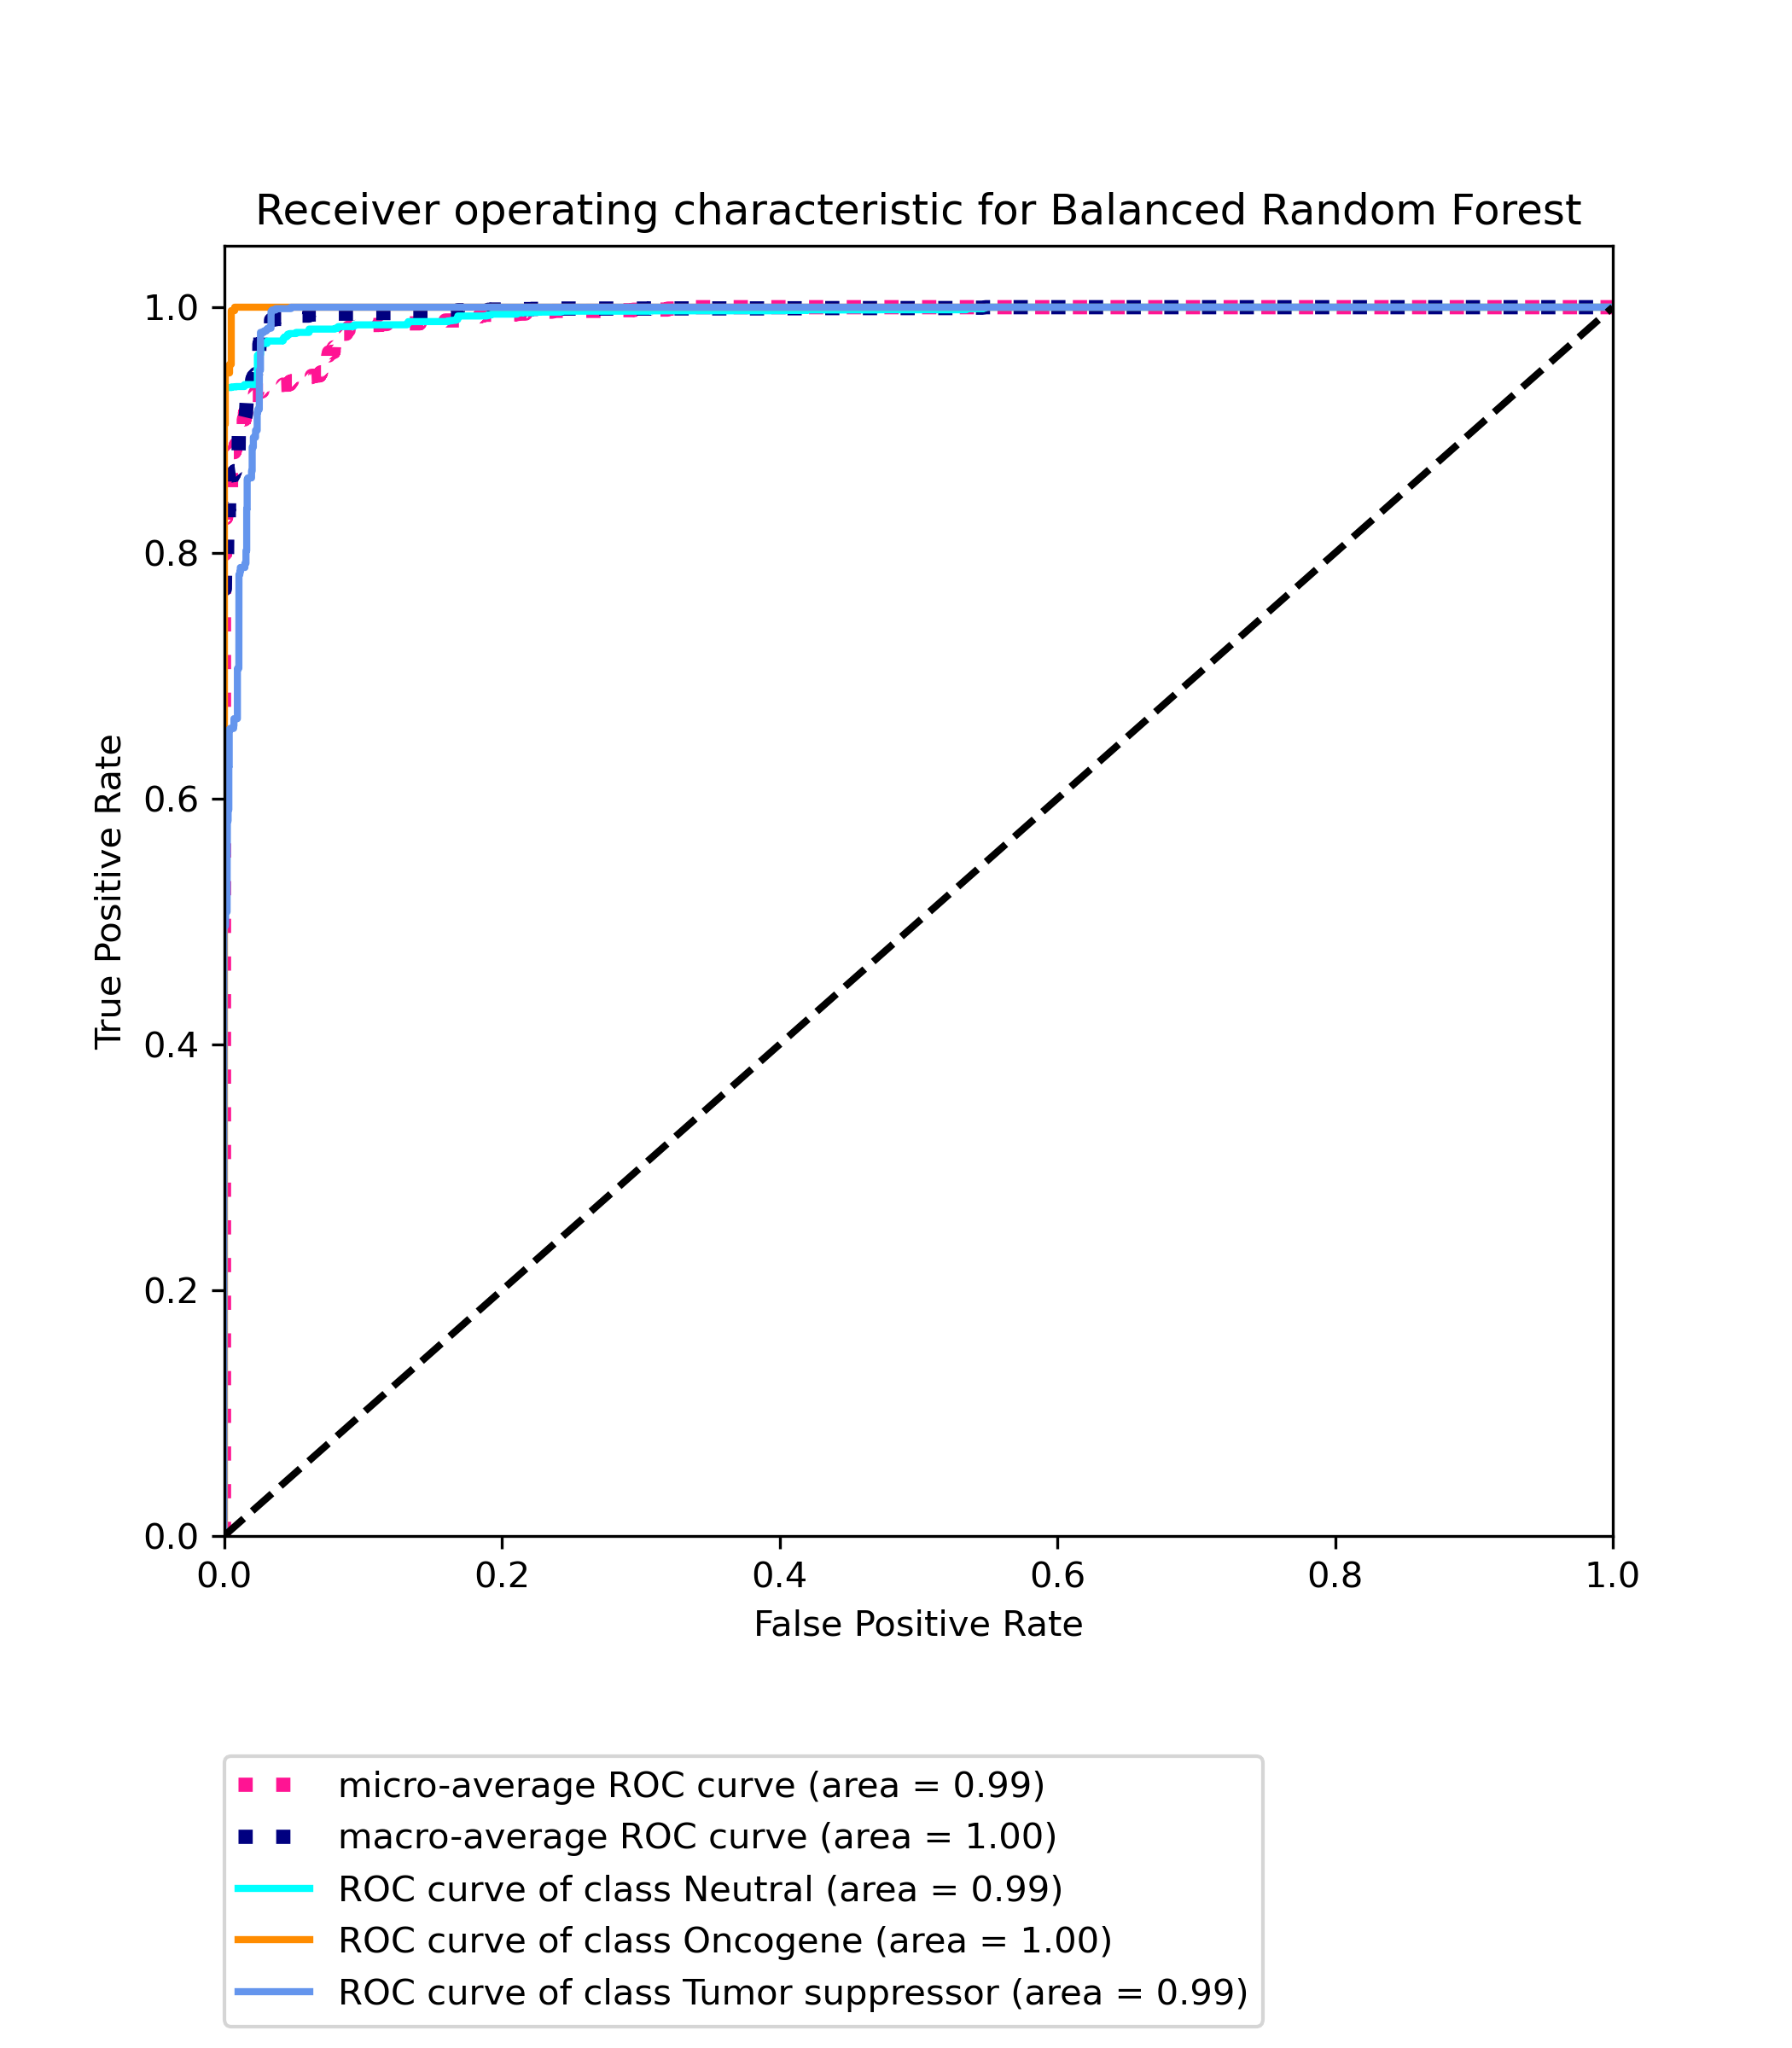 Receiver operating characteristic for Balanced Random Forest
1.0
0.8
0.6
0.4
0.2
0.0
True Positive Rate
0.0 0.2 0.4 0.6 0.8 1.0
False Positive Rate
micro-average ROC curve (area = 0.99)
macro-average ROC curve (area = 1.00)
ROC curve of class Neutral (area = 0.99)
ROC curve of class Oncogene (area = 1.00)
ROC curve of class Tumor suppressor (area = 0.99)